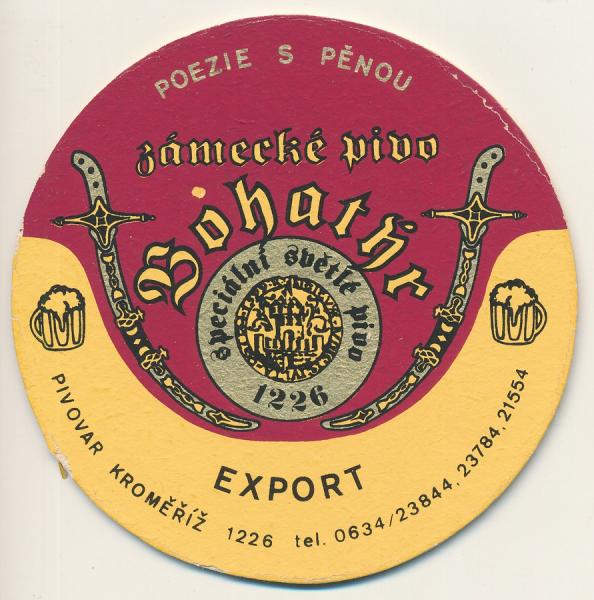 POEZIE S PĚNOU
zámecké pivo
Bohatýr
speciální světlé pivo
1226
EXPORT
PIVOVAR KROMĚŘÍŽ 1226 tel. 0634/23844, 23784, 21554